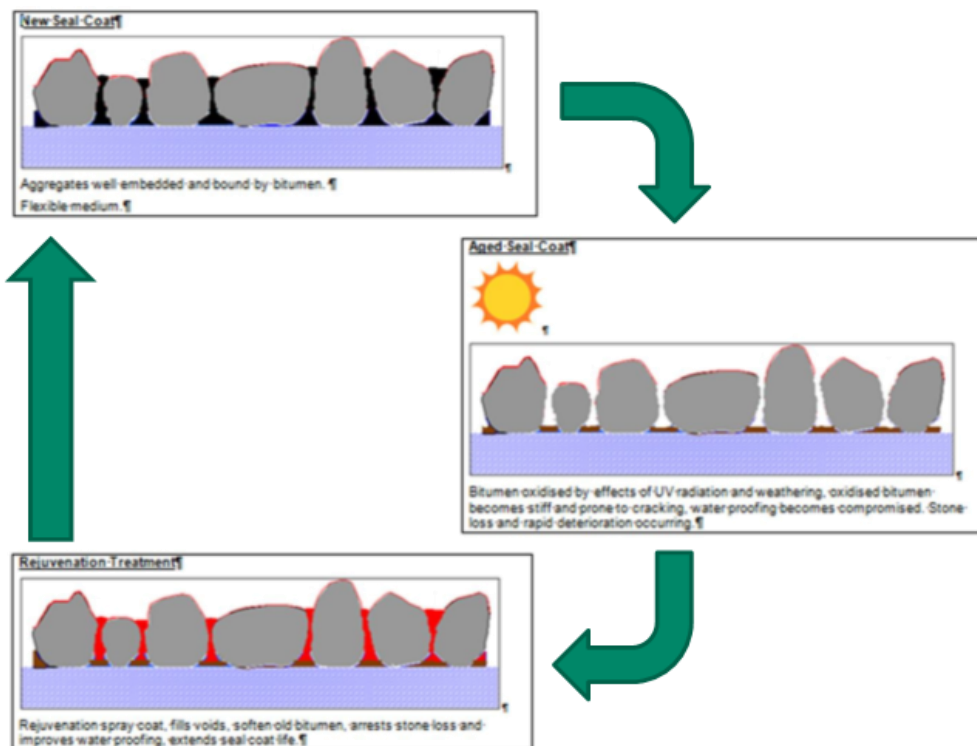 New Seal Coat¶
¶
Aggregates well embedded and bound by bitumen. ¶
Flexible medium.¶
Aged Seal Coat¶
¶
¶
Bitumen oxidised by effects of UV radiation and weathering, oxidised bitumen
becomes stiff and prone to cracking, water proofing becomes compromised. Stone
loss and rapid deterioration occurring.¶
Rejuvenation Treatment¶
¶
Rejuvenation spray coat, fills voids, soften old bitumen, arrests stone loss and
improves water proofing, extends seal coat life.¶